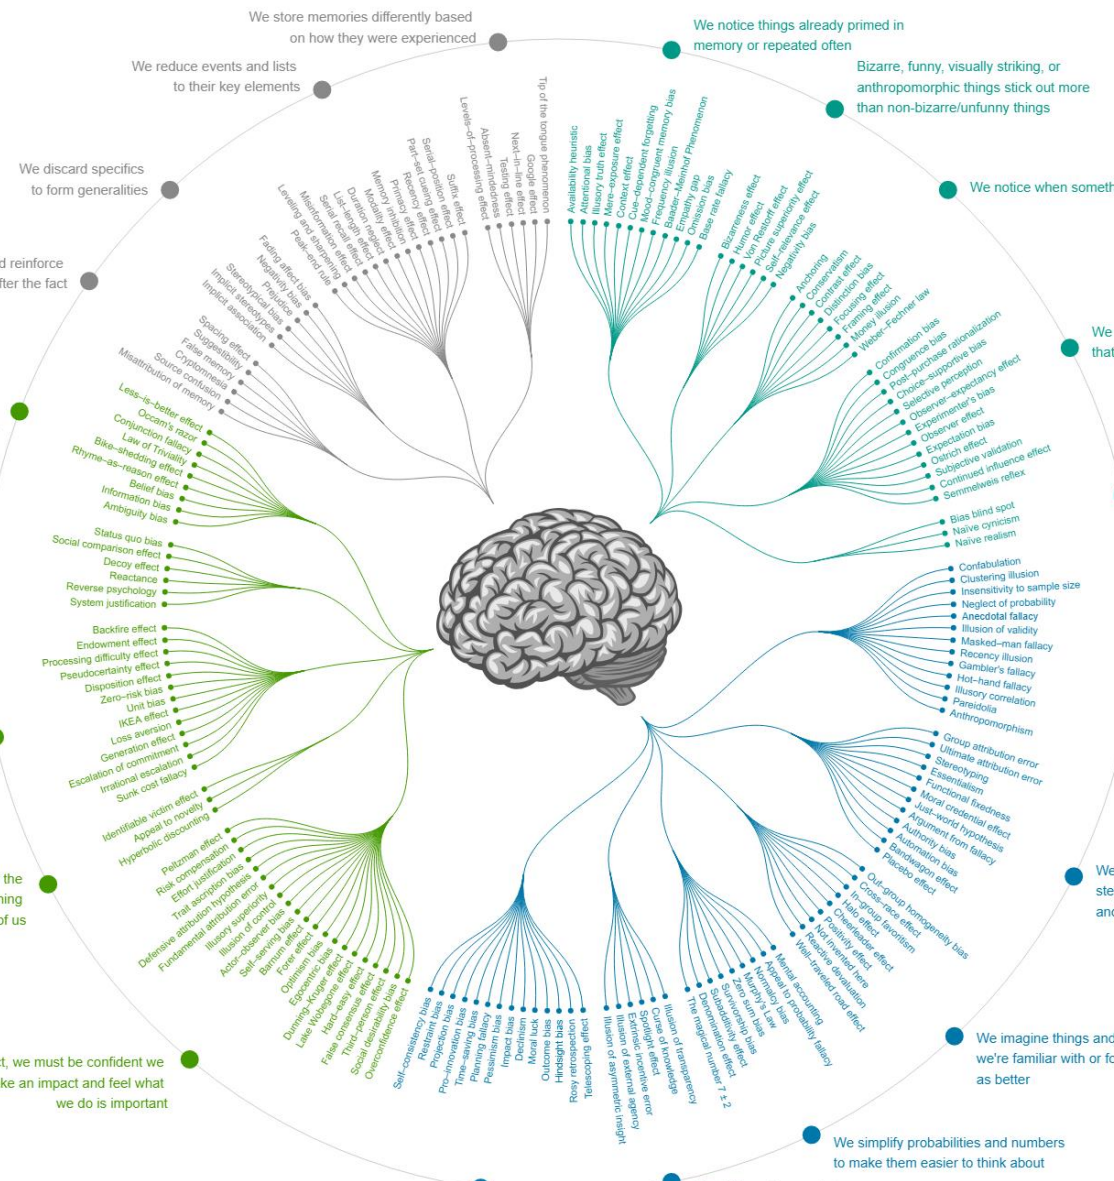 We store memories differently based
on how they were experienced
We reduce events and lists
to their key elements
We discard specifics
to form generalities
d reinforce
fter the fact
We notice things already primed in
memory or repeated often
Bizarre, funny, visually striking, or
anthropomorphic things stick out more
than non-bizarre/unfunny things
We notice when someth
We
that
Tip of the tongue phenomenon
Google effect
Next-in-line effect
Testing effect
Absent-mindedness
Levels-of-processing effect
Suffix effect
Serial-position effect
Part-set cueing effect
Recency effect
Primacy effect
Memory inhibition
Modality effect
Duration neglect
List-length effect
Serial recall effect
Misinformation effect
Leveling and sharpening
Peak-end rule
Fading affect bias
Negativity bias
Prejudice
Stereotypical bias
Implicit stereotypes
Implicit association
Spacing effect
Suggestibility
False memory
Cryptomnesia
Source confusion
Misattribution of memory
Availability heuristic
Attentional bias
Illusory truth effect
Mere-exposure effect
Context effect
Cue-dependent forgetting
Mood-congruent memory bias
Frequency illusion
Baader-Meinhof Phenomenon
Empathy gap
Omission bias
Base rate fallacy
Bizarreness effect
Humor effect
Von Restorff effect
Picture superiority effect
Self-relevance effect
Negativity bias
Anchoring
Conservatism
Contrast effect
Distinction bias
Focusing effect
Framing effect
Money illusion
Weber-Fechner law
Confirmation bias
Congruence bias
Post-purchase rationalization
Choice-supportive bias
Selective perception
Observer-expectancy effect
Experimenter's bias
Observer effect
Expectation bias
Ostrich effect
Subjective validation
Continued influence effect
Semmelweis reflex
Bias blind spot
Naïve cynicism
Naïve realism
Confabulation
Clustering illusion
Insensitivity to sample size
Neglect of probability
Anecdotal fallacy
Illusion of validity
Masked-man fallacy
Recency illusion
Gambler's fallacy
Hot-hand fallacy
Illusory correlation
Pareidolia
Anthropomorphism
Group attribution error
Ultimate attribution error
Stereotyping
Essentialism
Functional fixedness
Moral credential effect
Just-world hypothesis
Argument from fallacy
Authority bias
Automation bias
Bandwagon effect
Placebo effect
Out-group homogeneity bias
Cross-race effect
In-group favoritism
Halo effect
Cheerleader effect
Positivity effect
Not invented here
Reactive devaluation
Well-traveled road effect
Mental accounting
Appeal to probability fallacy
Normalcy bias
Murphy's Law
Zero sum bias
Survivorship bias
Subadditivity effect
Denomination effect
The magical number 7 ± 2
Illusion of transparency
Curse of knowledge
Spotlight effect
Extrinsic incentive error
Illusion of external agency
Illusion of asymmetric insight
Telescoping effect
Rosy retrospection
Hindsight bias
Outcome bias
Moral luck
Declinism
Impact bias
Pessimism bias
Planning fallacy
Time-saving bias
Pro-innovation bias
Projection bias
Restraint bias
Self-consistency bias
Less-is-better effect
Occam's razor
Conjunction fallacy
Law of Triviality
Bike-shedding effect
Rhyme-as-reason effect
Belief bias
Information bias
Ambiguity bias
Status quo bias
Social comparison effect
Decoy effect
Reactance
Reverse psychology
System justification
Backfire effect
Endowment effect
Processing difficulty effect
Pseudocertainty effect
Disposition effect
Zero-risk bias
Unit bias
IKEA effect
Loss aversion
Generation effect
Escalation of commitment
Irrational escalation
Sunk cost fallacy
Identifiable victim effect
Appeal to novelty
Hyperbolic discounting
Peltzman effect
Risk compensation
Effort justification
Trait ascription bias
Defensive attribution hypothesis
Fundamental attribution error
Illusory superiority
Illusion of control
Actor-observer bias
Self-serving bias
Barnum effect
Forer effect
Optimism bias
Egocentric bias
Dunning-Kruger effect
Lake Wobegone effect
Hard-easy effect
False consensus effect
Third-person effect
Social desirability bias
Overconfidence effect
the
ning
of us
We
ste
and
ct, we must be confident we
ke an impact and feel what
we do is important
We imagine things and
we're familiar with or fo
as better
We simplify probabilities and numbers
to make them easier to think about